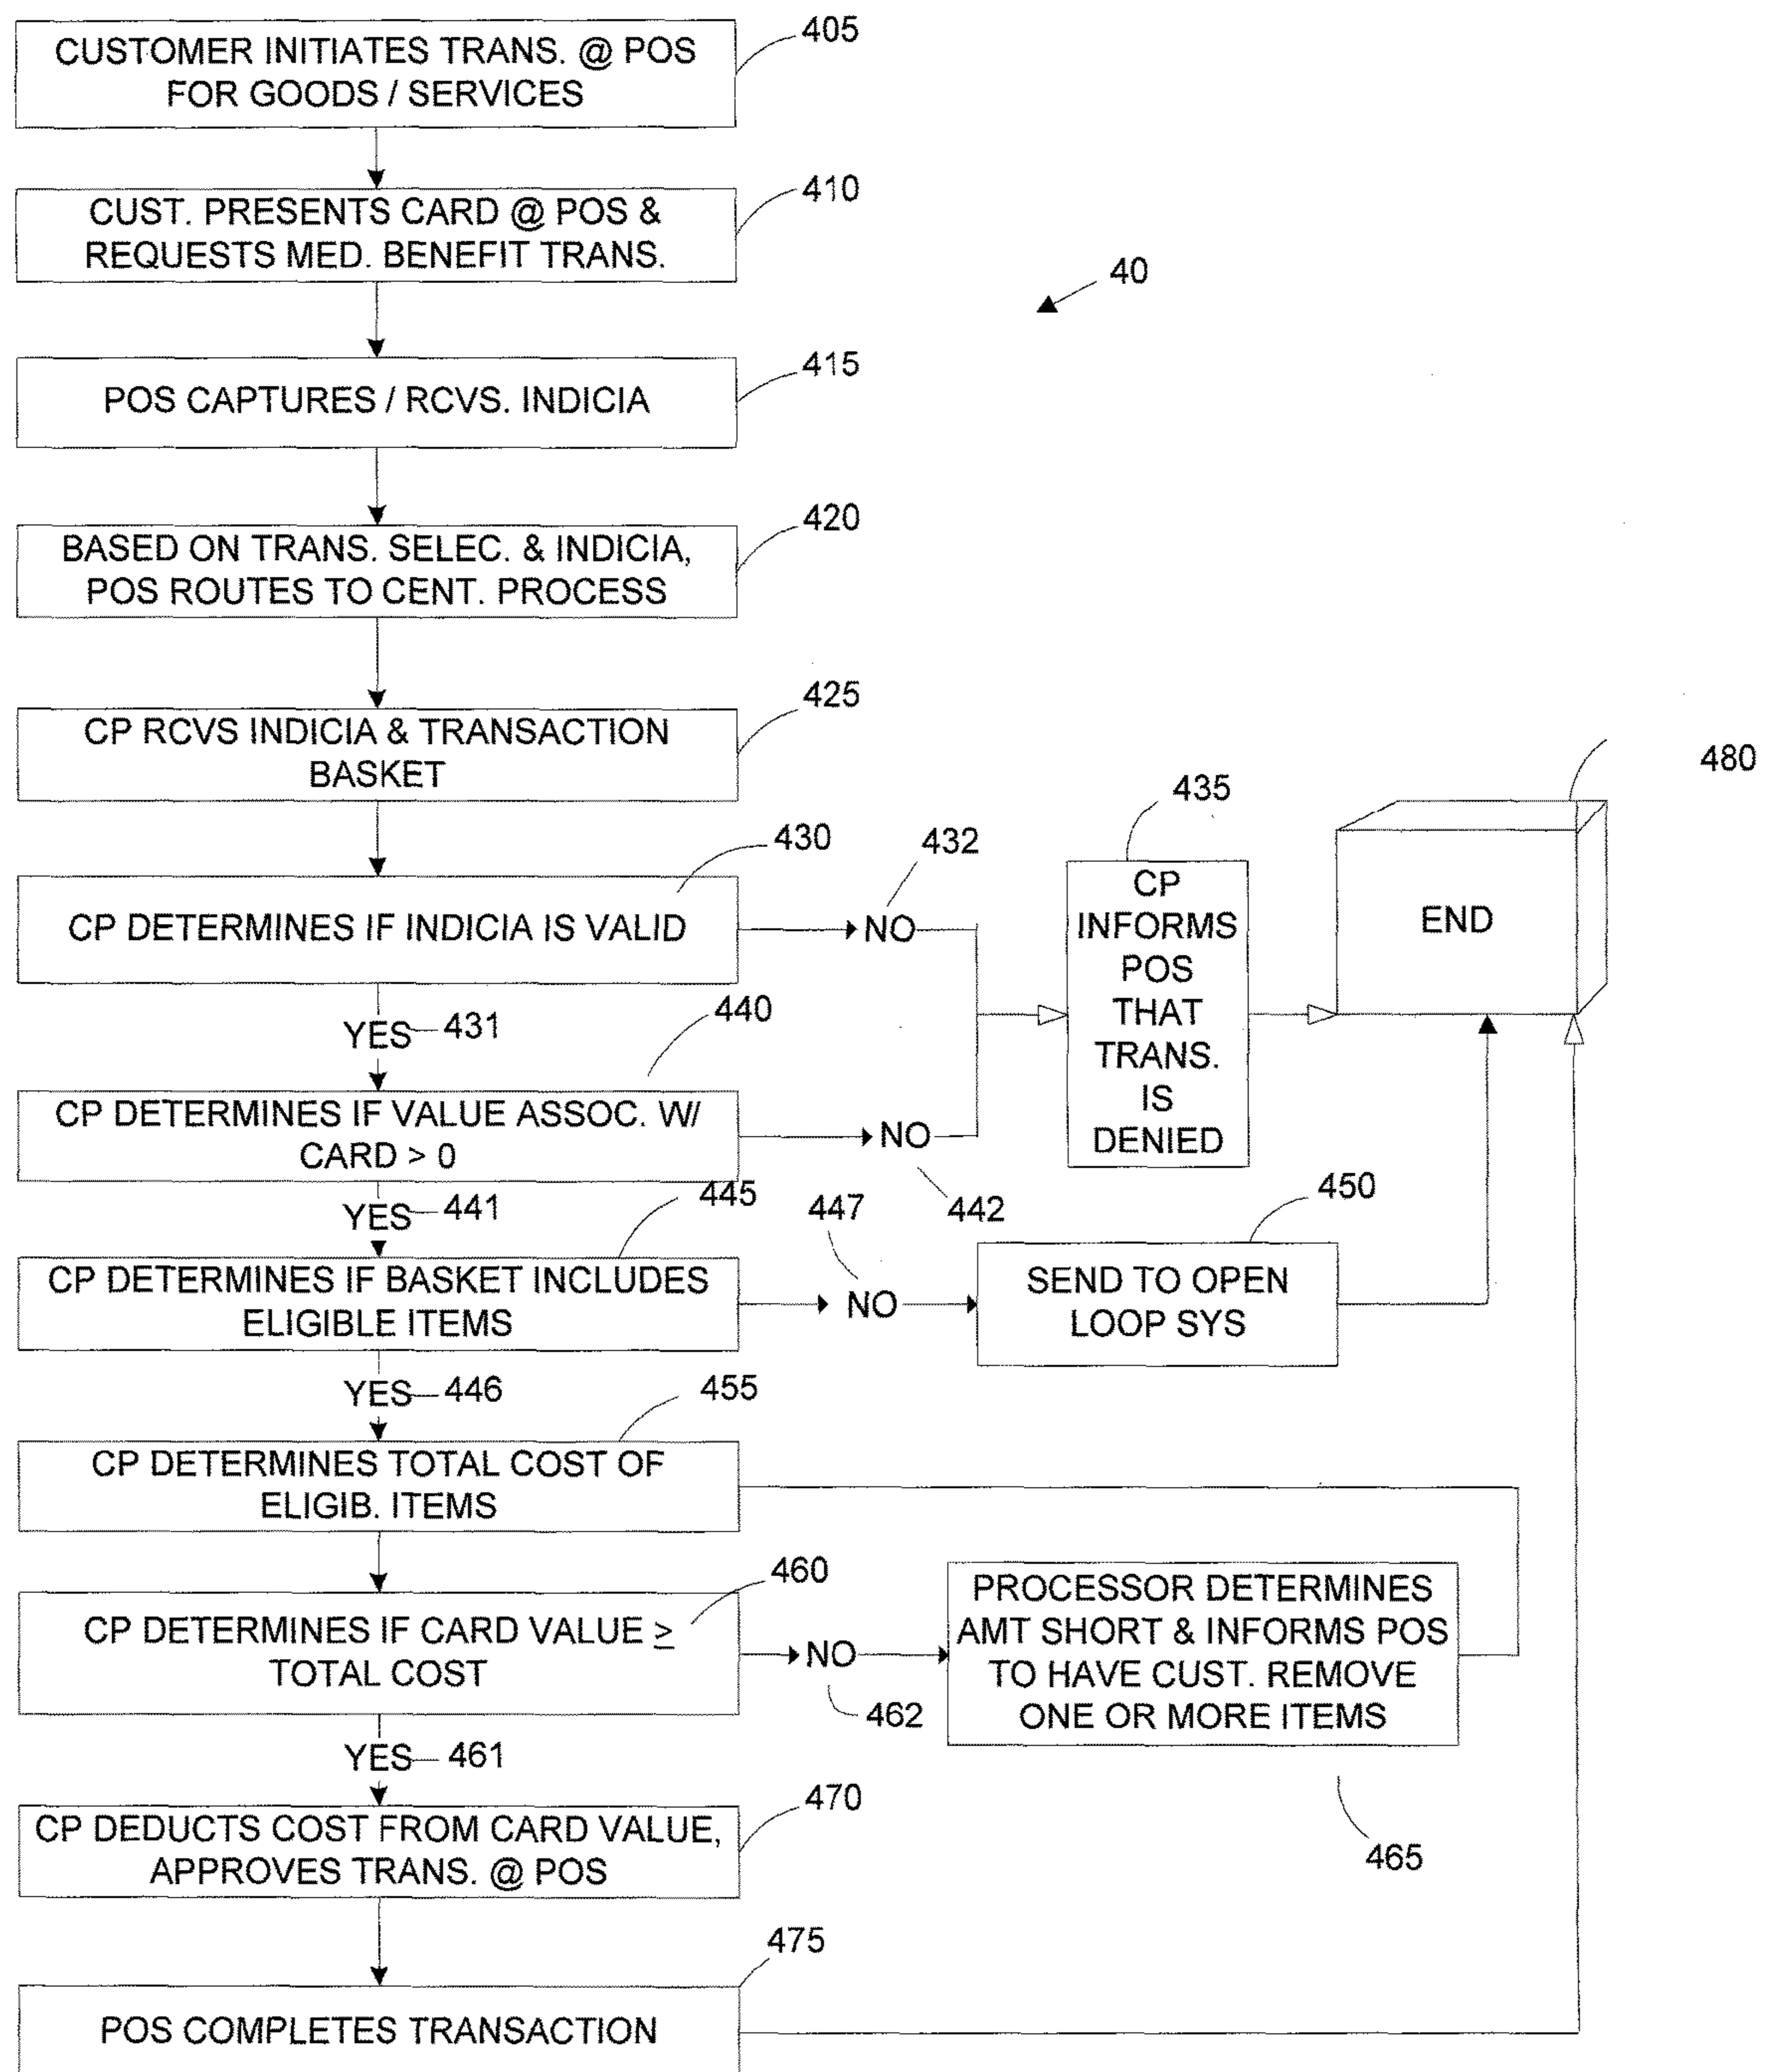 405
CUSTOMER INITIATES TRANS. @ POS
FOR GOODS / SERVICES
410
CUST. PRESENTS CARD @ POS &
REQUESTS MED. BENEFIT TRANS.
40
415
POS CAPTURES / RCVS. INDICIA
420
BASED ON TRANS. SELEC. & INDICIA,
POS ROUTES TO CENT. PROCESS
425
CP RCVS INDICIA & TRANSACTION
BASKET
480
435
430
432
CP DETERMINES IF INDICIA IS VALID
NO
CP
INFORMS
POS
THAT
TRANS.
IS
DENIED
END
YES 431
440
CP DETERMINES IF VALUE ASSOC. W/
CARD > 0
NO
442
YES 441
445
447
450
CP DETERMINES IF BASKET INCLUDES
ELIGIBLE ITEMS
NO
SEND TO OPEN
LOOP SYS
YES 446
455
CP DETERMINES TOTAL COST OF
ELIGIB. ITEMS
460
CP DETERMINES IF CARD VALUE ≥
TOTAL COST
NO
462
PROCESSOR DETERMINES
AMT SHORT & INFORMS POS
TO HAVE CUST. REMOVE
ONE OR MORE ITEMS
465
YES 461
470
CP DEDUCTS COST FROM CARD VALUE,
APPROVES TRANS. @ POS
475
POS COMPLETES TRANSACTION